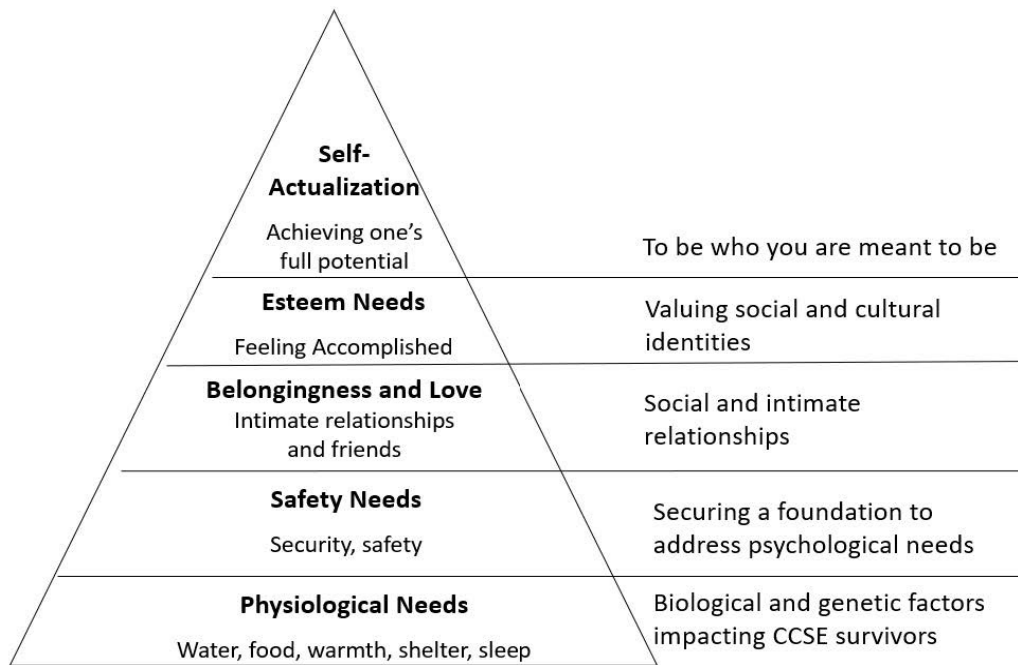 Self-
Actualization
Achieving one’s
full potential
To be who you are meant to be
Esteem Needs
Feeling Accomplished
Valuing social and cultural
identities
Belongingness and Love
Intimate relationships
and friends
Social and intimate
relationships
Safety Needs
Security, safety
Securing a foundation to
address psychological needs
Physiological Needs
Water, food, warmth, shelter, sleep
Biological and genetic factors
impacting CCSE survivors